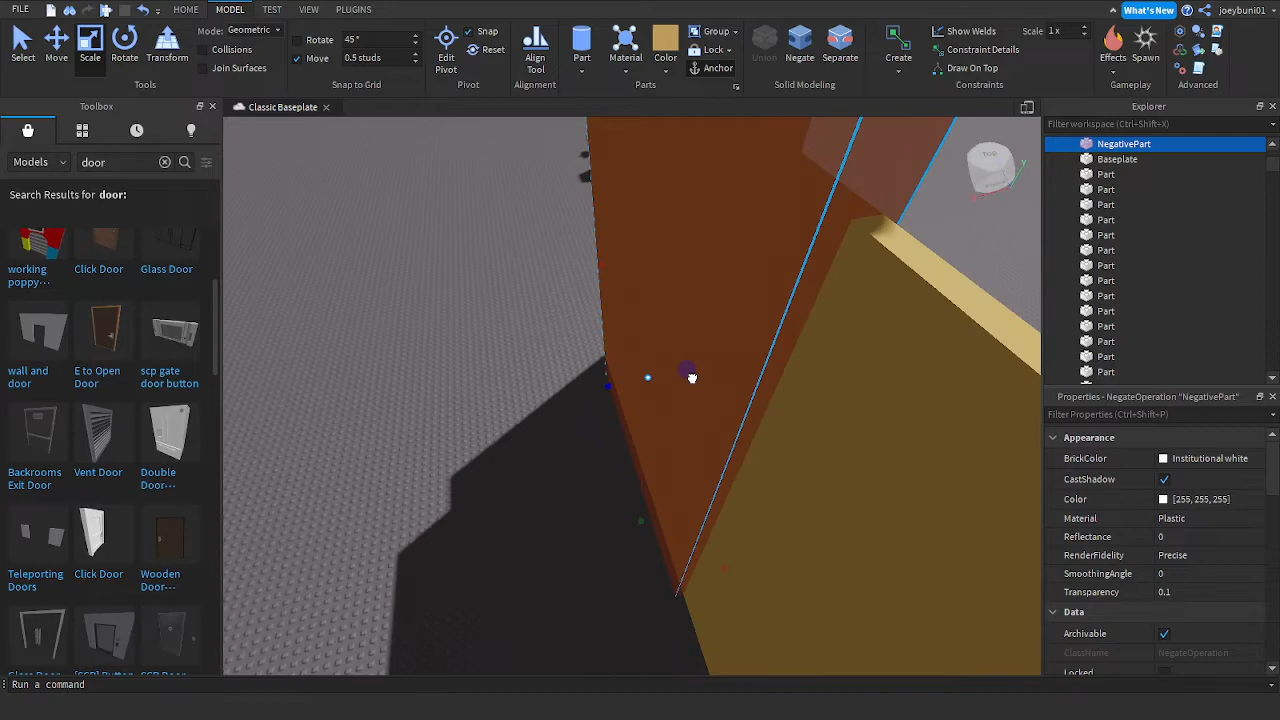 FILE HOME MODEL TEST VIEW PLUGINS What's New joeybuni01
Select Move Scale Rotate Transform
Mode: Geometric
Collisions
Join Surfaces
Tools
Rotate 45°
Move 0.5 studs
Snap to Grid
Edit Pivot
Snap
Reset
Pivot
Align Tool
Alignment
Part Material Color
Group
Lock
Anchor
Parts
Union Negate Separate
Solid Modeling
Create
Show Welds Scale 1x
Constraint Details
Draw On Top
Constraints
Effects Spawn
Gameplay
Advanced
Toolbox
Classic Baseplate
Models door
Search Results for door:
working poppy... Click Door Glass Door
wall and door E to Open Door scp gate door button
Backrooms Exit Door Vent Door Double Door...
Teleporting Doors Click Door Wooden Door...
TOP
Y
Explorer
Filter workspace (Ctrl+Shift+X)
NegativePart
Baseplate
Part
Part
Part
Part
Part
Part
Part
Part
Part
Part
Part
Part
Part
Part
Properties - NegateOperation "NegativePart"
Filter Properties (Ctrl+Shift+P)
Appearance
BrickColor Institutional white
CastShadow
Color [255, 255, 255]
Material Plastic
Reflectance 0
RenderFidelity Precise
SmoothingAngle 0
Transparency 0.1
Data
Archivable
ClassName NegateOperation
Locked
Run a command